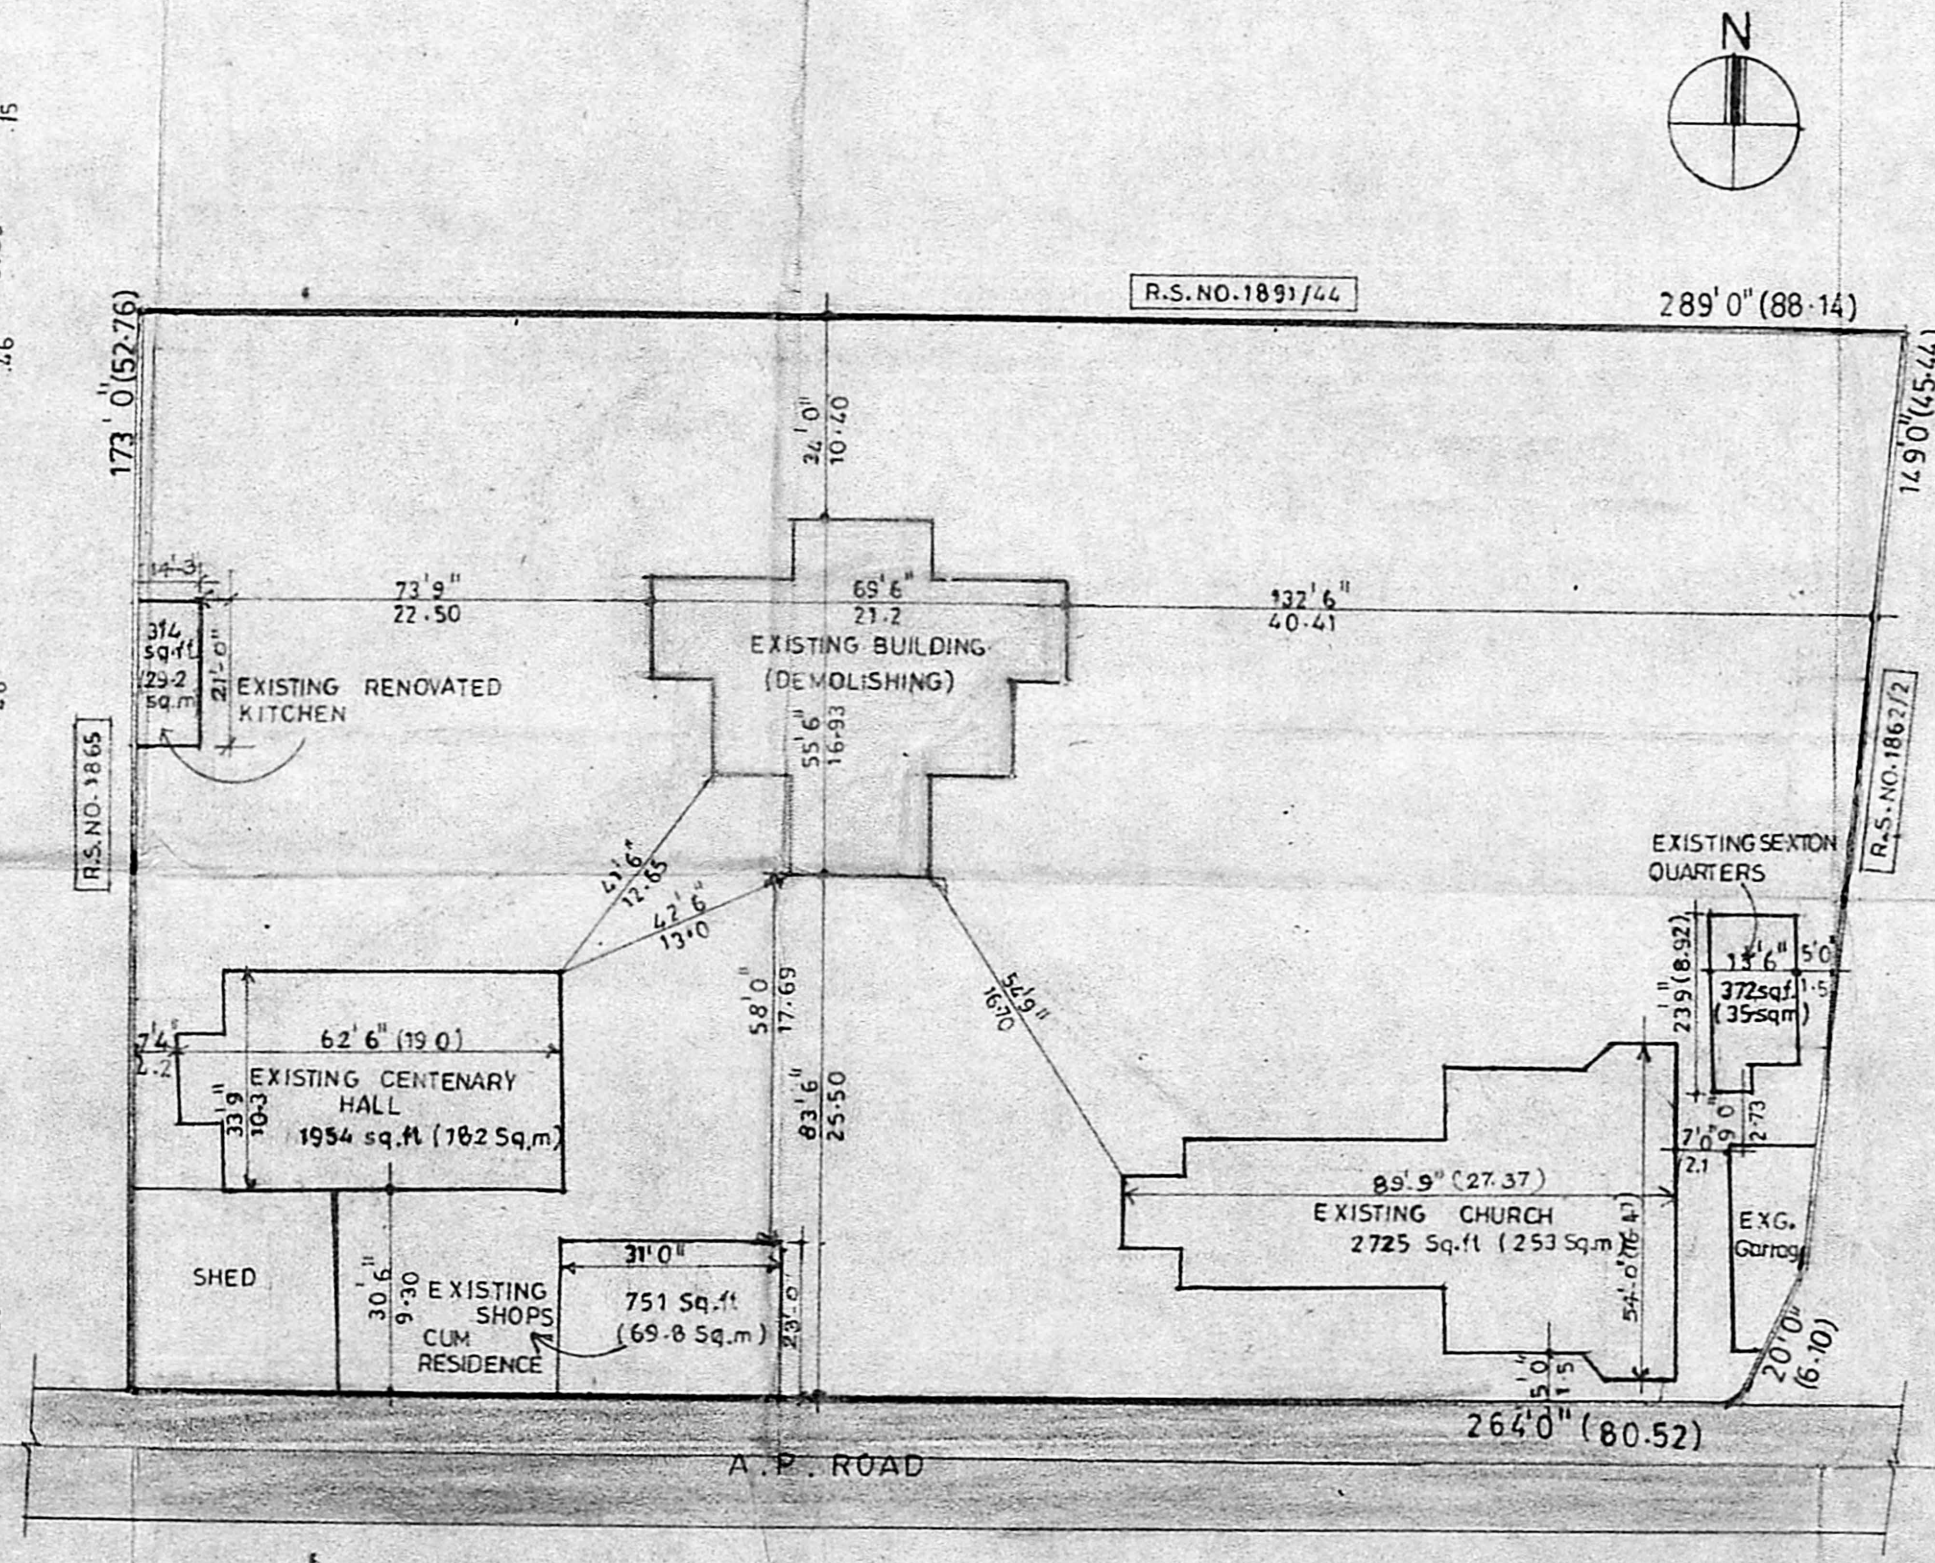 N
R.S.NO.1891/44
289'0" (88.14)
173'0" (52.76)
149'0" (45.44)
34'0"
10.40
14'-3"
73'9"
22.50
69'6"
21.2
132'6"
40.41
314
sq.ft
(29.2
sq.m
21'-0"
EXISTING RENOVATED
KITCHEN
EXISTING BUILDING
(DEMOLISHING)
55'6"
16.93
R.S.NO.1865
R.S.NO.1862/2
41'6"
12.65
42'6"
13.0
EXISTING SEXTON
QUARTERS
239" (8.92)
13'6"
5'0"
1.5
372sqf.
(35sqm)
58'0"
17.69
54'9"
16.70
7'4"
2.2
62'6" (19 0)
EXISTING CENTENARY
HALL
1954 sq.ft (182 Sq.m)
33'9"
10.3
83'6"
25.50
9'0"
2.73
7'0"
2.1
89'.9" (27.37)
EXISTING CHURCH
2725 Sq.ft (253 Sq.m)
54'-0"
EXG.
Garrag
SHED
30'6"
9.30
EXISTING
SHOPS
CUM
RESIDENCE
31'0"
751 Sq.ft
(69.8 Sq.m)
23'-0"
5'0"
1.5
20'0"
(6.10)
264'0" (80.52)
A.P. ROAD
.15
.46